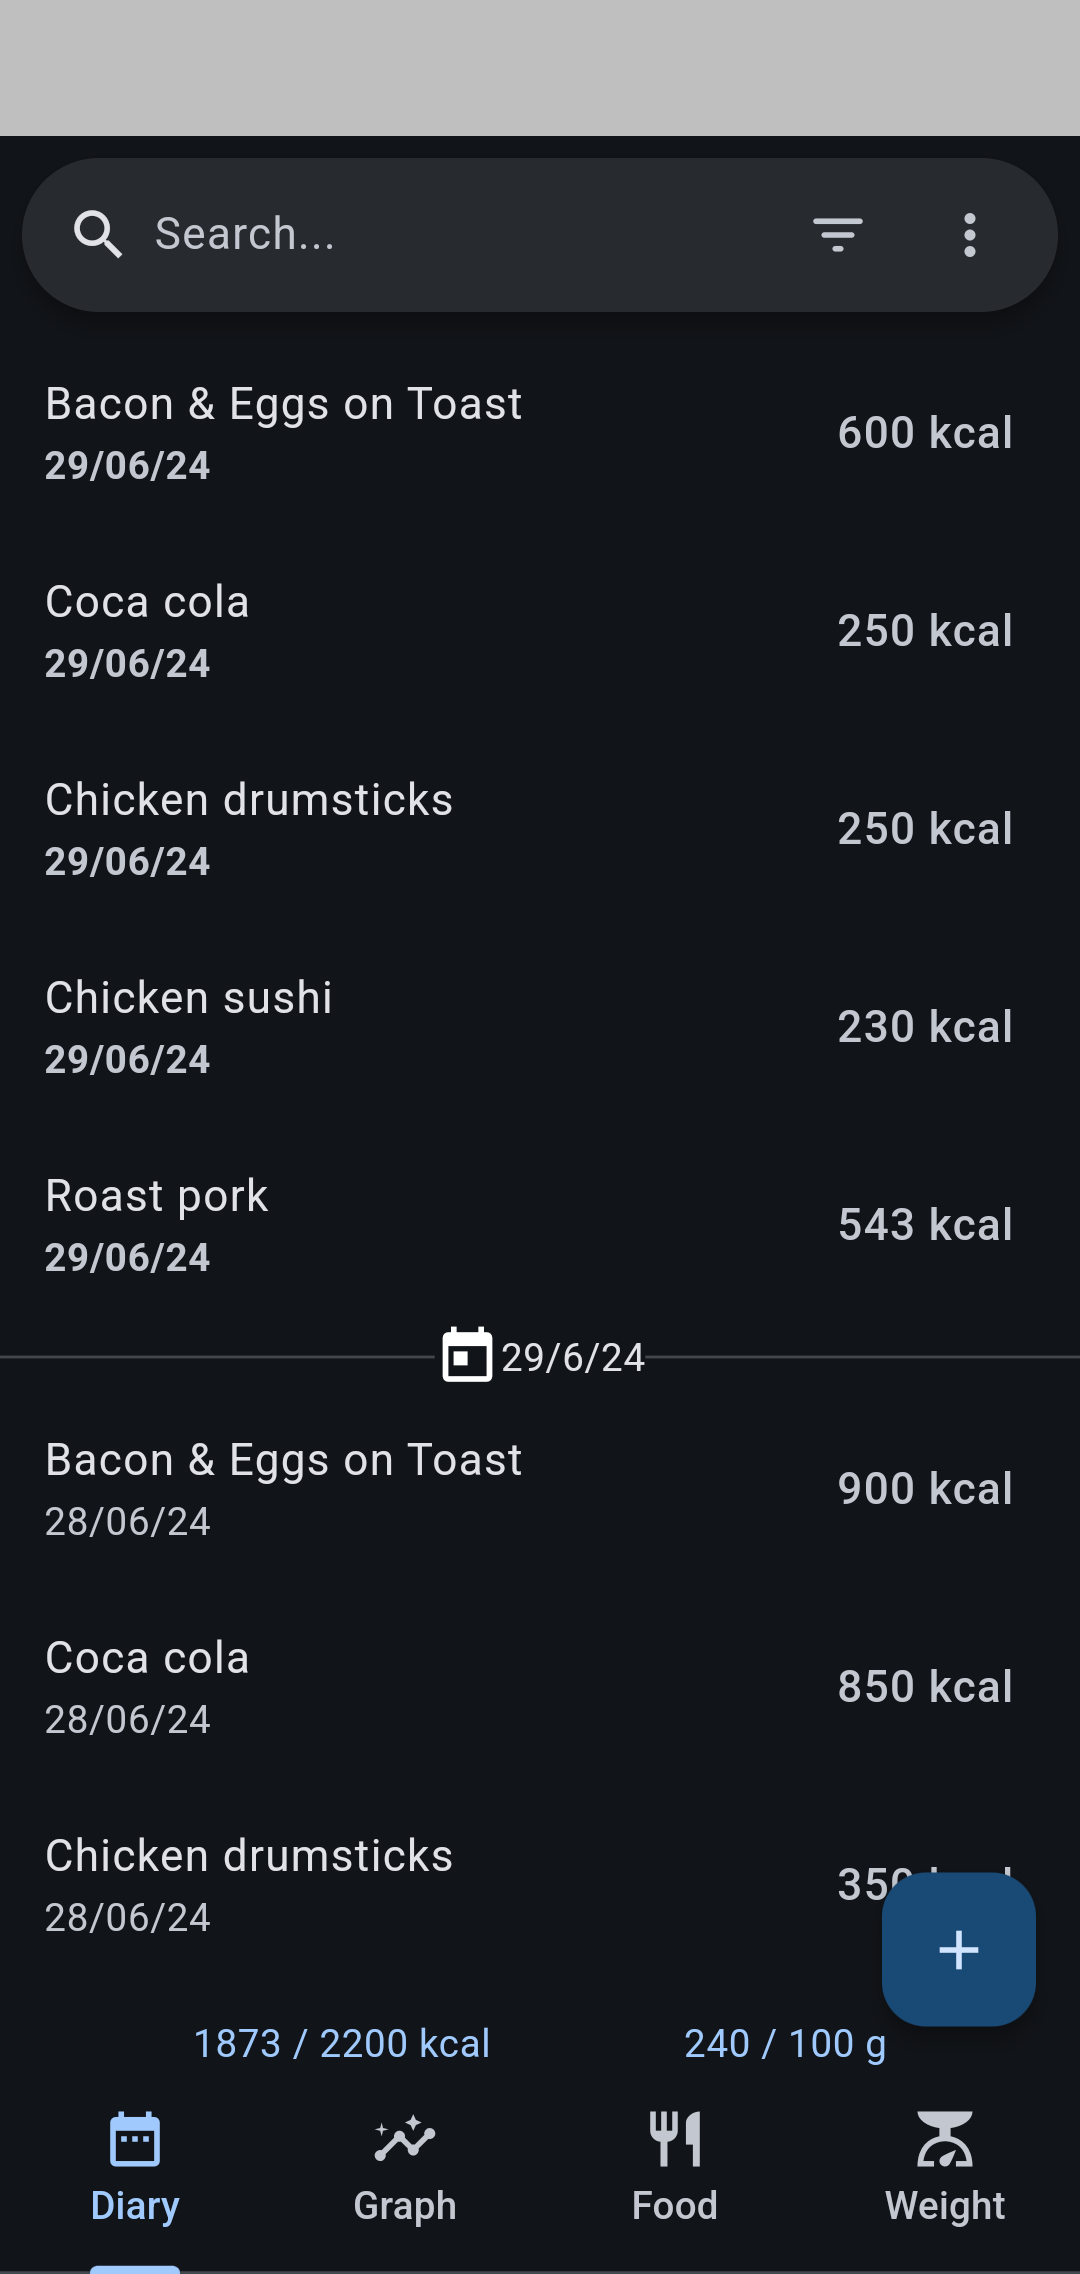 Search...
Bacon & Eggs on Toast
600 kcal
29/06/24
Coca cola
250 kcal
29/06/24
Chicken drumsticks
250 kcal
29/06/24
Chicken sushi
230 kcal
29/06/24
Roast pork
543 kcal
29/06/24
29/6/24
Bacon & Eggs on Toast
900 kcal
28/06/24
Coca cola
850 kcal
28/06/24
Chicken drumsticks
28/06/24
1873 / 2200 kcal
240 / 100 g
Diary
Graph
Food
Weight